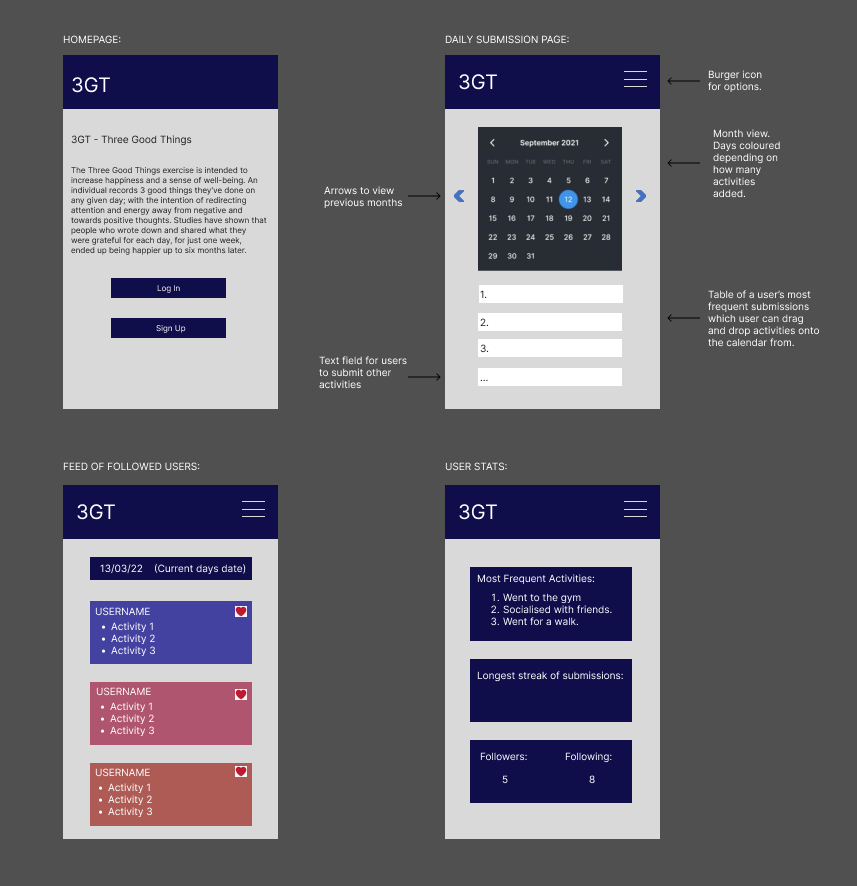 HOMEPAGE:
3GT
3GT - Three Good Things
The Three Good Things exercise is intended to
increase happiness and a sense of well-being. An
individual records 3 good things they've done on
any given day; with the intention of redirecting
attention and energy away from negative and
towards positive thoughts. Studies have shown that
people who wrote down and shared what they
were grateful for each day, for just one week,
ended up being happier up to six months later.
Log In
Sign Up
DAILY SUBMISSION PAGE:
3GT
Burger icon
for options.
September 2021
SUN MON TUE WED THU FRI SAT
1 2 3 4 5 6 7
8 9 10 11 12 13 14
15 16 17 18 19 20 21
22 23 24 25 26 27 28
29 30 31
Month view.
Days coloured
depending on
how many
activities
added.
Arrows to view
previous months
1.
2.
3.
...
Table of a user's most
frequent submissions
which user can drag
and drop activities onto
the calendar from.
Text field for users
to submit other
activities
FEED OF FOLLOWED USERS:
3GT
13/03/22 (Current days date)
USERNAME
• Activity 1
• Activity 2
• Activity 3
USERNAME
• Activity 1
• Activity 2
• Activity 3
USERNAME
• Activity 1
• Activity 2
• Activity 3
USER STATS:
3GT
Most Frequent Activities:
1. Went to the gym
2. Socialised with friends.
3. Went for a walk.
Longest streak of submissions:
Followers: Following:
5 8